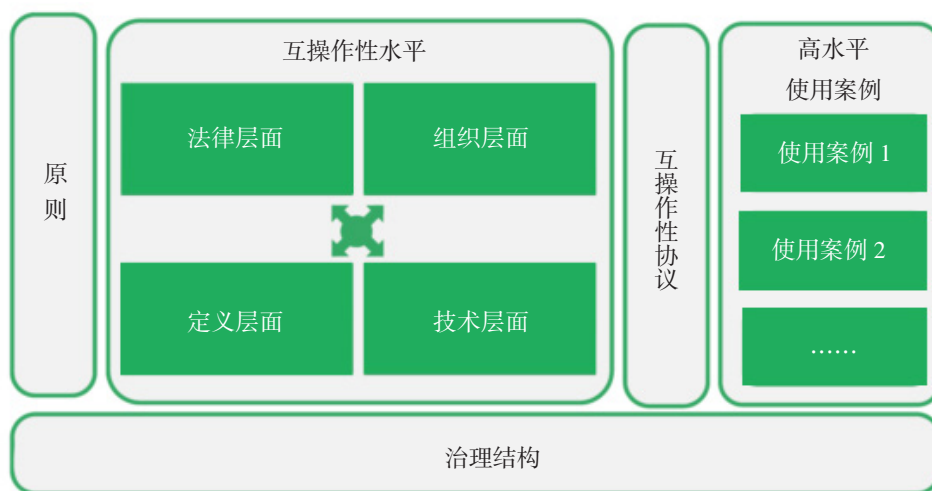 原则
互操作性水平
法律层面
组织层面
定义层面
技术层面
互操作性协议
高水平
使用案例
使用案例 1
使用案例 2
......
治理结构